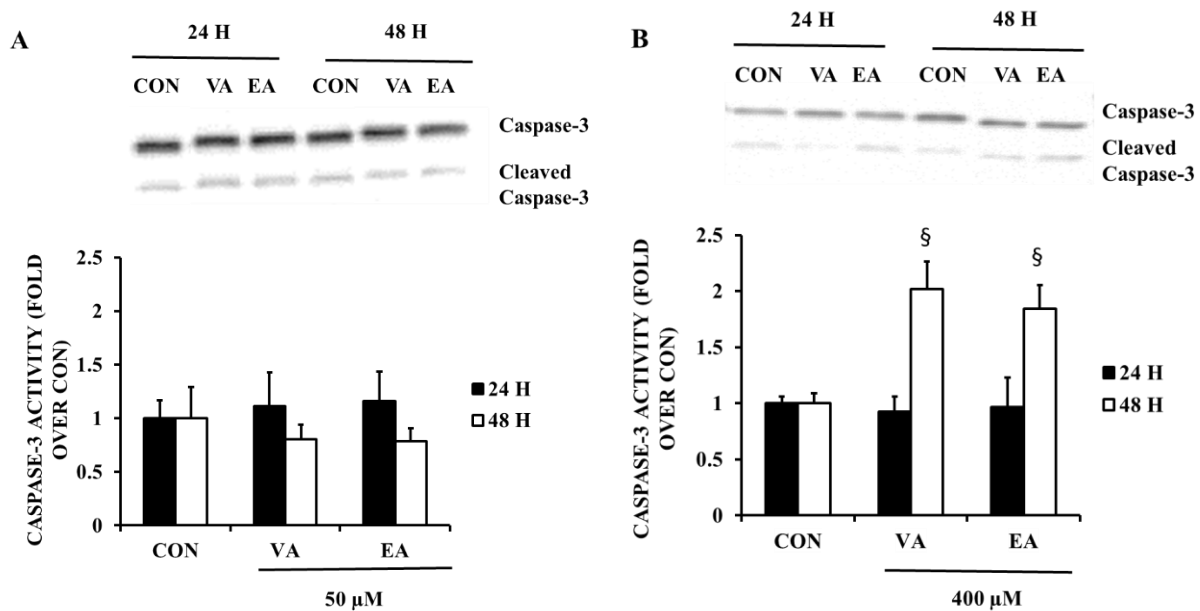 A
24 H 48 H
CON VA EA CON VA EA
Caspase-3
Cleaved
Caspase-3
CASPASE-3 ACTIVITY (FOLD
OVER CON)
2.5
2
1.5
1
0.5
0
24 H
48 H
CON VA EA
50 µM
B
24 H 48 H
CON VA EA CON VA EA
Caspase-3
Cleaved
Caspase-3
CASPASE-3 ACTIVITY (FOLD
OVER CON)
2.5
2
1.5
1
0.5
0
§ §
24 H
48 H
CON VA EA
400 µM